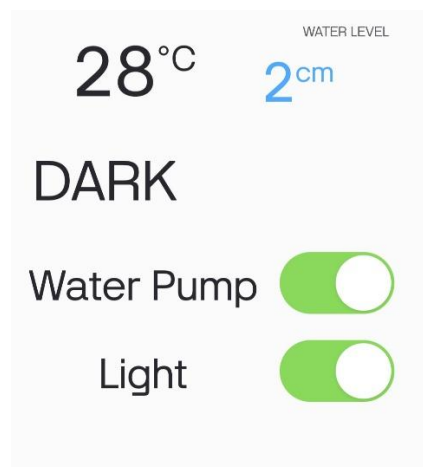 WATER LEVEL
28°C 2cm
DARK
Water Pump
Light